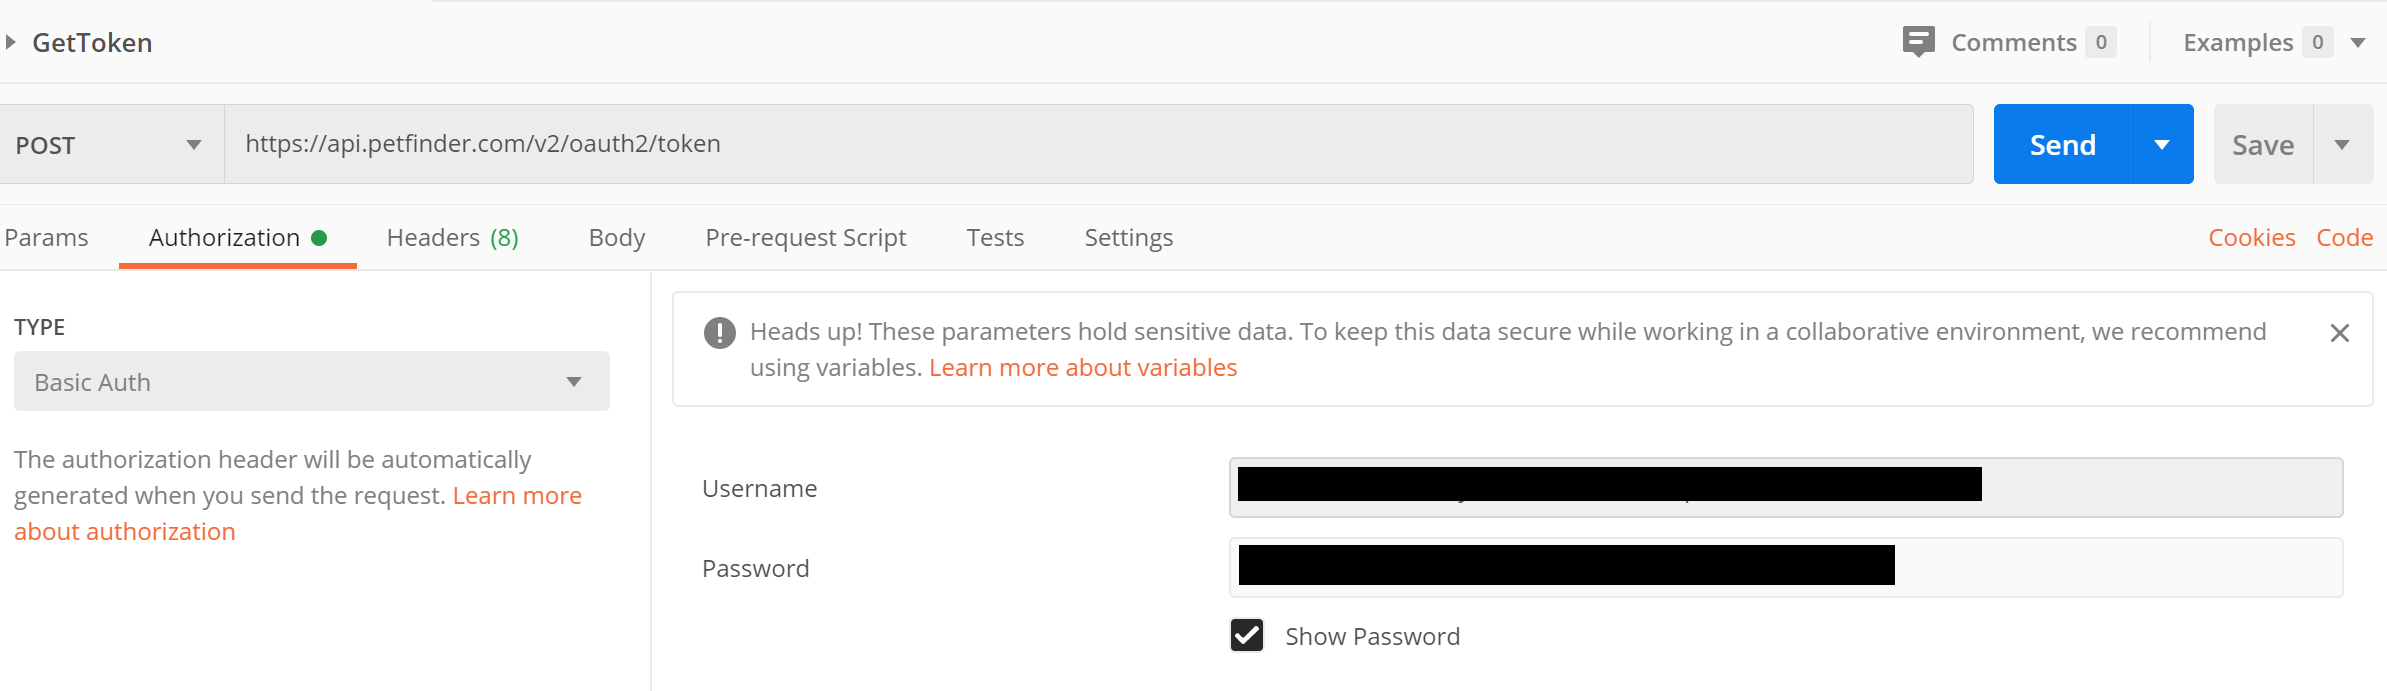 GetToken
Comments 0
Examples 0
POST
https://api.petfinder.com/v2/oauth2/token
Send
Save
Params
Authorization
Headers (8)
Body
Pre-request Script
Tests
Settings
Cookies
Code
TYPE
Basic Auth
The authorization header will be automatically
generated when you send the request. Learn more
about authorization
Heads up! These parameters hold sensitive data. To keep this data secure while working in a collaborative environment, we recommend
using variables. Learn more about variables
Username
Password
Show Password